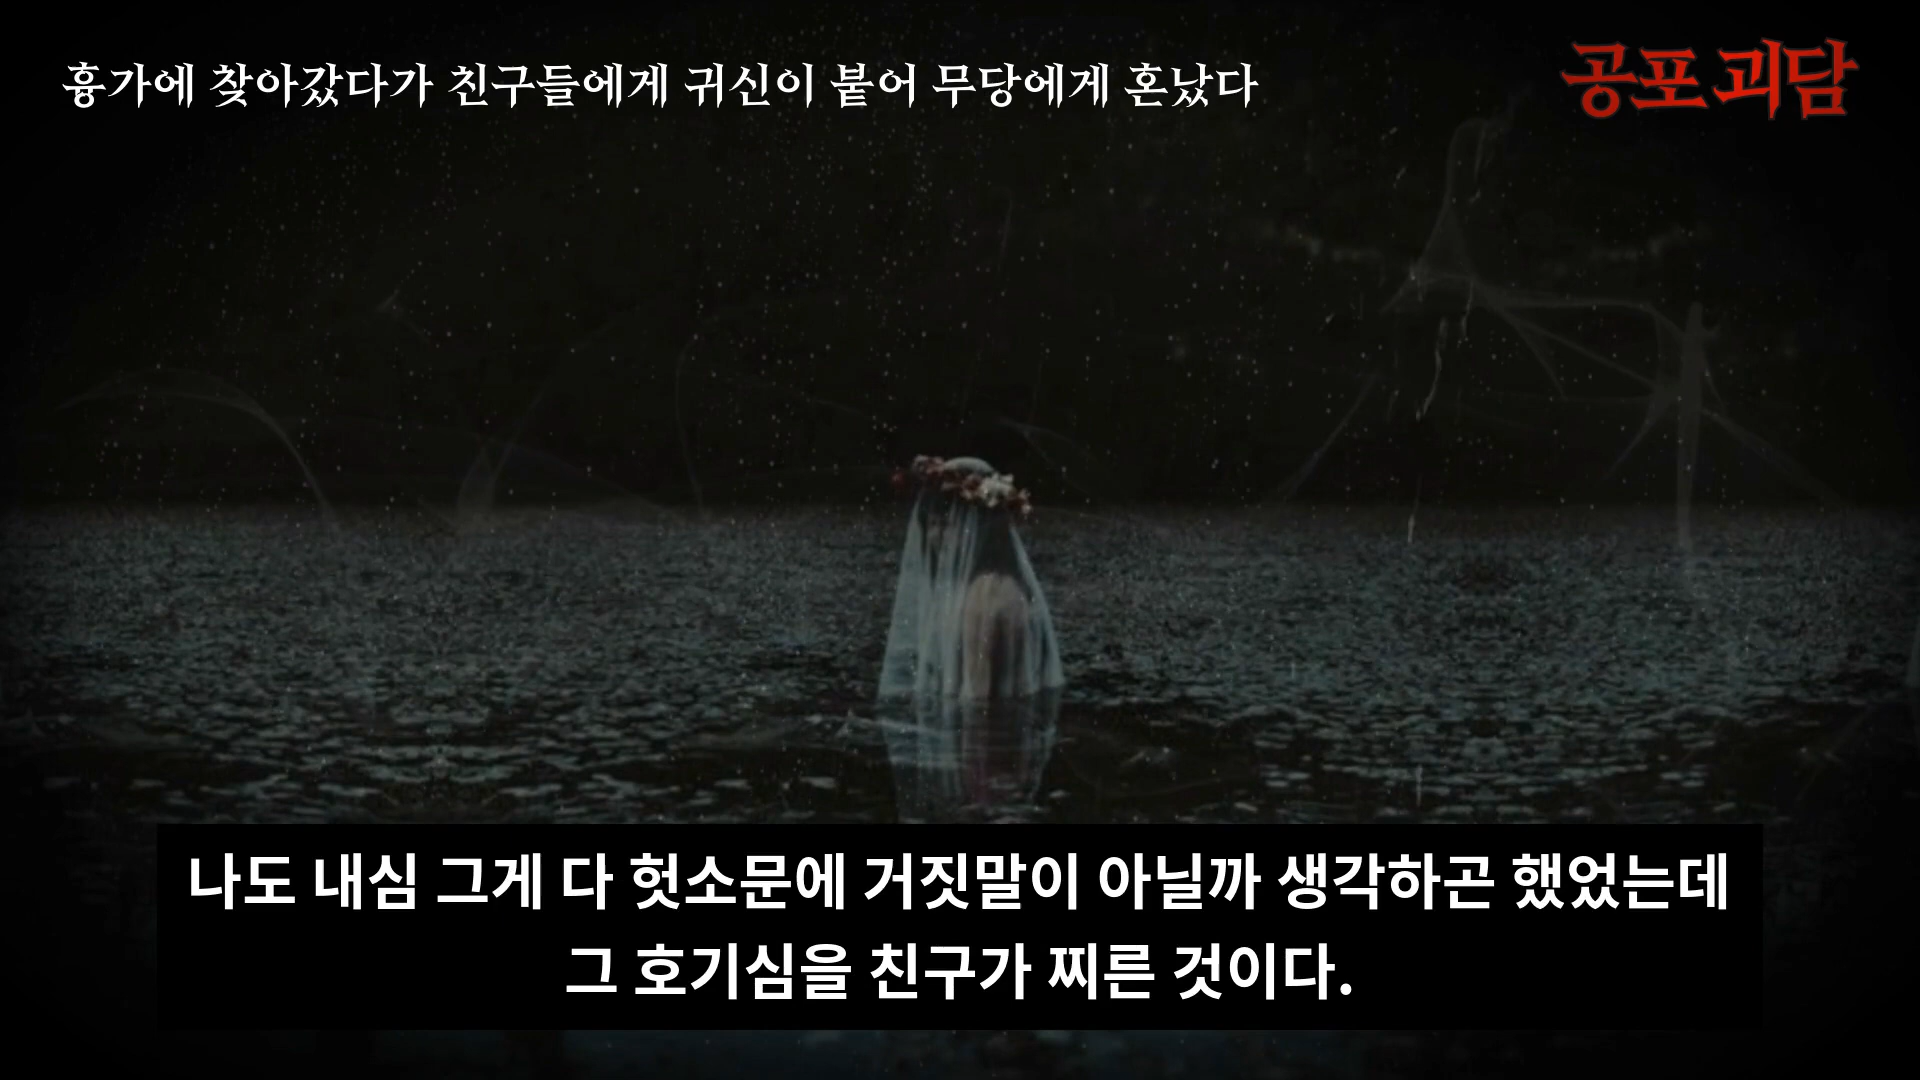 흉가에 찾아갔다가 친구들에게 귀신이 붙어 무당에게 혼났다
공포 괴담
나도 내심 그게 다 헛소문에 거짓말이 아닐까 생각하곤 했었는데
그 호기심을 친구가 찌른 것이다.